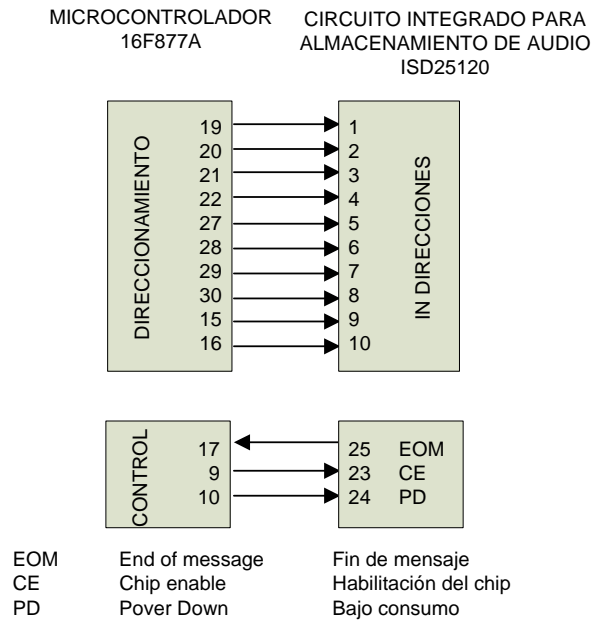 MICROCONTROLADOR
16F877A
CIRCUITO INTEGRADO PARA
ALMACENAMIENTO DE AUDIO
ISD25120
DIRECCIONAMIENTO
19
20
21
22
27
28
29
30
15
16
1
2
3
4
5
6
7
8
9
10
IN DIRECCIONES
CONTROL
17
9
10
25 EOM
23 CE
24 PD
EOM End of message Fin de mensaje
CE Chip enable Habilitación del chip
PD Pover Down Bajo consumo